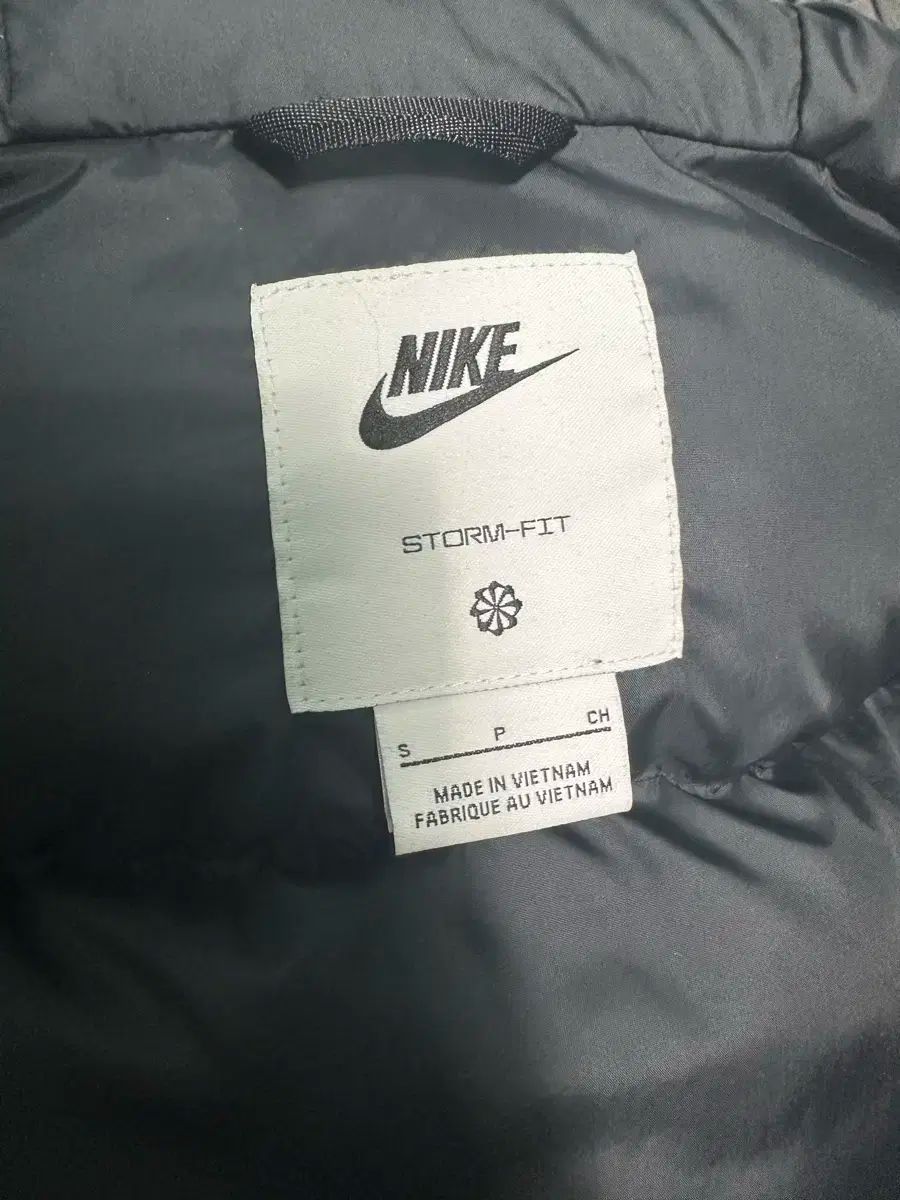 NIKE
STORM-FIT
S P CH
MADE IN VIETNAM
FABRIQUE AU VIETNAM